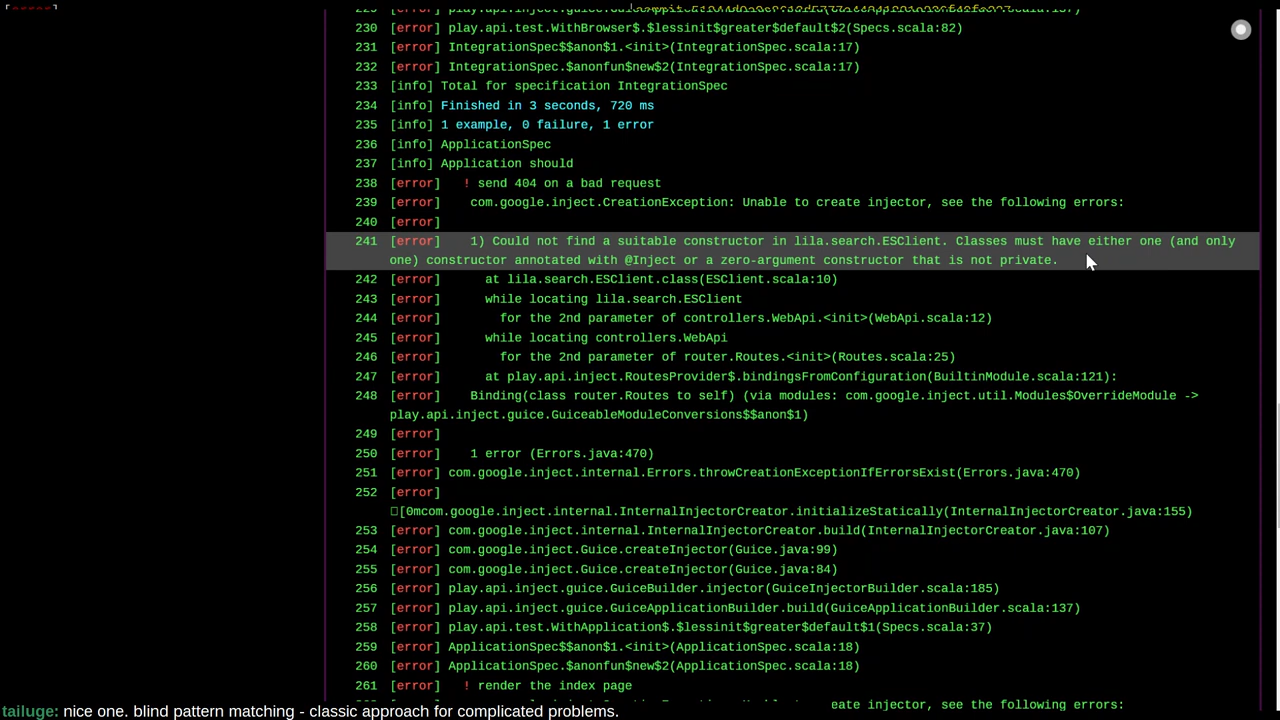 [error]
230 [error] play.api.test.WithBrowser$.$lessinit$greater$default$2(Specs.scala:82)
231 [error] IntegrationSpec$$anon$1.<init>(IntegrationSpec.scala:17)
232 [error] IntegrationSpec.$anonfun$new$2(IntegrationSpec.scala:17)
233 [info] Total for specification IntegrationSpec
234 [info] Finished in 3 seconds, 720 ms
235 [info] 1 example, 0 failure, 1 error
236 [info] ApplicationSpec
237 [info] Application should
238 [error]   ! send 404 on a bad request
239 [error]    com.google.inject.CreationException: Unable to create injector, see the following errors:
240 [error]
241 [error]    1) Could not find a suitable constructor in lila.search.ESClient. Classes must have either one (and only
one) constructor annotated with @Inject or a zero-argument constructor that is not private.
242 [error]      at lila.search.ESClient.class(ESClient.scala:10)
243 [error]      while locating lila.search.ESClient
244 [error]        for the 2nd parameter of controllers.WebApi.<init>(WebApi.scala:12)
245 [error]      while locating controllers.WebApi
246 [error]        for the 2nd parameter of router.Routes.<init>(Routes.scala:25)
247 [error]      at play.api.inject.RoutesProvider$.bindingsFromConfiguration(BuiltinModule.scala:121):
248 [error]    Binding(class router.Routes to self) (via modules: com.google.inject.util.Modules$OverrideModule ->
play.api.inject.guice.GuiceableModuleConversions$$anon$1)
249 [error]
250 [error]    1 error (Errors.java:470)
251 [error] com.google.inject.internal.Errors.throwCreationExceptionIfErrorsExist(Errors.java:470)
252 [error]
□[0mcom.google.inject.internal.InternalInjectorCreator.initializeStatically(InternalInjectorCreator.java:155)
253 [error] com.google.inject.internal.InternalInjectorCreator.build(InternalInjectorCreator.java:107)
254 [error] com.google.inject.Guice.createInjector(Guice.java:99)
255 [error] com.google.inject.Guice.createInjector(Guice.java:84)
256 [error] play.api.inject.guice.GuiceBuilder.injector(GuiceInjectorBuilder.scala:185)
257 [error] play.api.inject.guice.GuiceApplicationBuilder.build(GuiceApplicationBuilder.scala:137)
258 [error] play.api.test.WithApplication$.$lessinit$greater$default$1(Specs.scala:37)
259 [error] ApplicationSpec$$anon$1.<init>(ApplicationSpec.scala:18)
260 [error] ApplicationSpec.$anonfun$new$2(ApplicationSpec.scala:18)
261 [error]   ! render the index page
eate injector, see the following errors:
tailuge: nice one. blind pattern matching - classic approach for complicated problems.